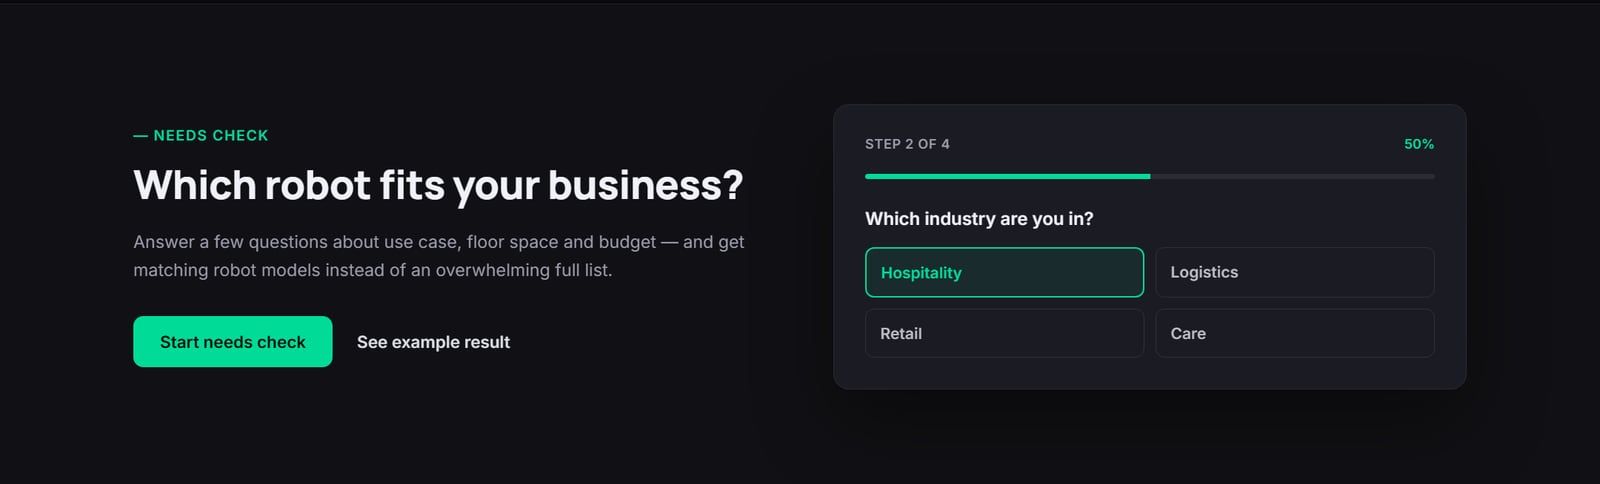 — NEEDS CHECK
Which robot fits your business?
Answer a few questions about use case, floor space and budget — and get
matching robot models instead of an overwhelming full list.
Start needs check
See example result
STEP 2 OF 4
50%
Which industry are you in?
Hospitality
Logistics
Retail
Care